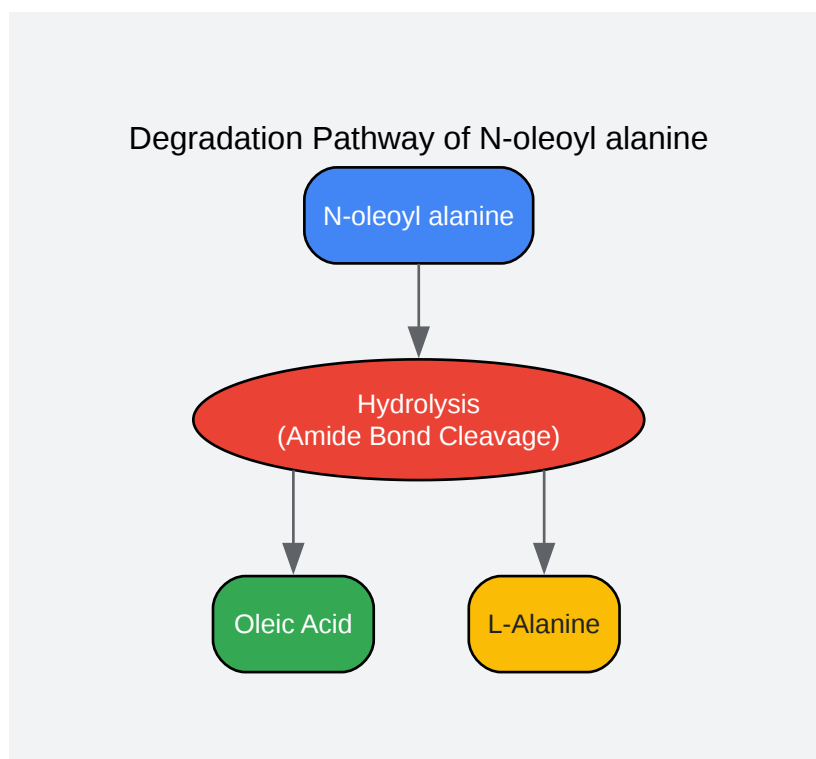 Degradation Pathway of N-oleoyl alanine
N-oleoyl alanine
Hydrolysis
(Amide Bond Cleavage)
Oleic Acid
L-Alanine